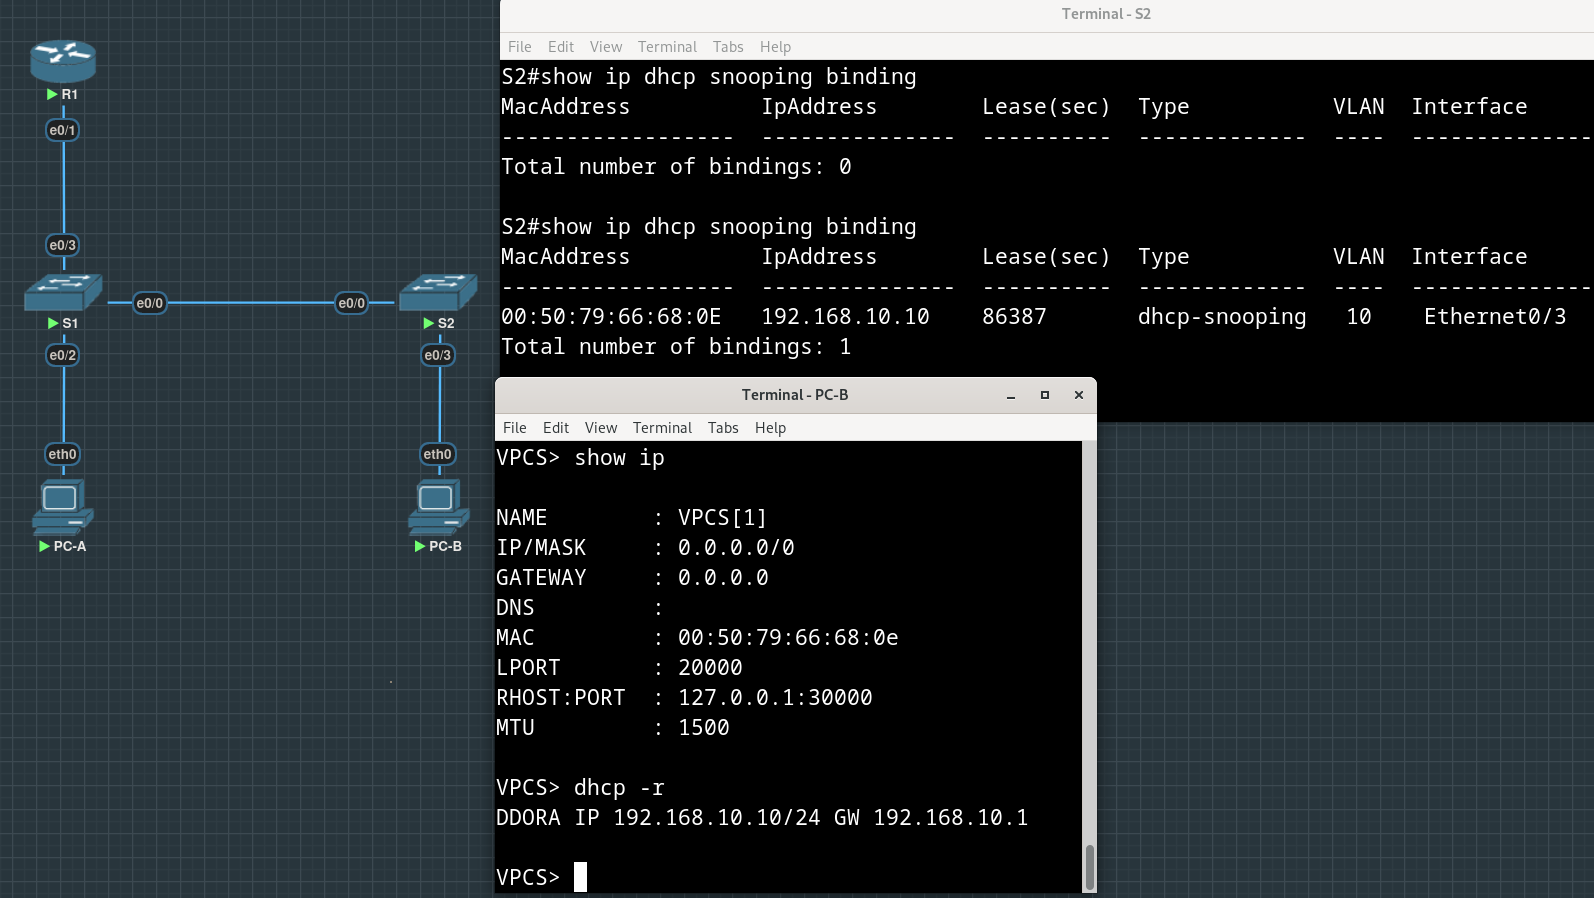 R1
e0/1
e0/3
e0/0
e0/0
S1
S2
e0/2
e0/3
eth0
eth0
PC-A
PC-B
Terminal - S2
File Edit View Terminal Tabs Help
S2#show ip dhcp snooping binding
MacAddress          IpAddress        Lease(sec)  Type           VLAN  Interface
------------------  ---------------  ----------  -------------  ----  --------------
Total number of bindings: 0
S2#show ip dhcp snooping binding
MacAddress          IpAddress        Lease(sec)  Type           VLAN  Interface
------------------  ---------------  ----------  -------------  ----  --------------
00:50:79:66:68:0E   192.168.10.10    86387       dhcp-snooping   10    Ethernet0/3
Total number of bindings: 1
Terminal - PC-B
File Edit View Terminal Tabs Help
VPCS> show ip
NAME        : VPCS[1]
IP/MASK     : 0.0.0.0/0
GATEWAY     : 0.0.0.0
DNS         :
MAC         : 00:50:79:66:68:0e
LPORT       : 20000
RHOST:PORT  : 127.0.0.1:30000
MTU         : 1500
VPCS> dhcp -r
DDORA IP 192.168.10.10/24 GW 192.168.10.1
VPCS>